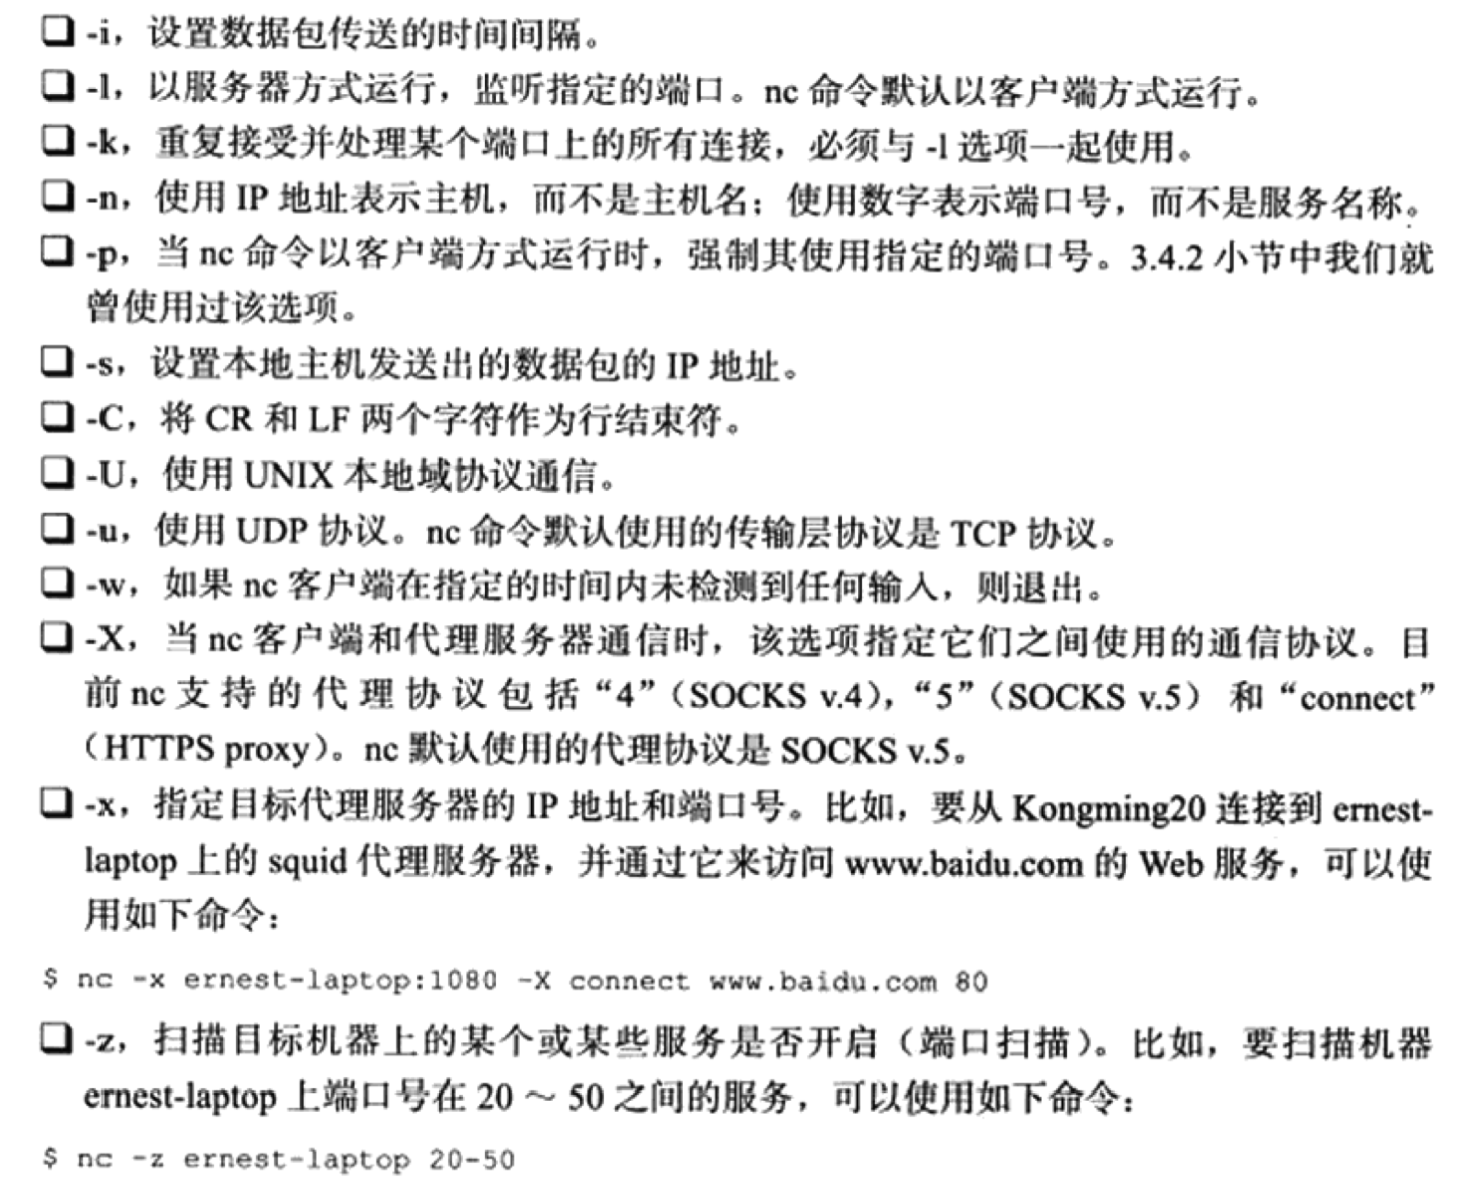 ❑ -i，设置数据包传送的时间间隔。
❑ -l，以服务器方式运行，监听指定的端口。nc 命令默认以客户端方式运行。
❑ -k，重复接受并处理某个端口上的所有连接，必须与 -l 选项一起使用。
❑ -n，使用 IP 地址表示主机，而不是主机名；使用数字表示端口号，而不是服务名称。
❑ -p，当 nc 命令以客户端方式运行时，强制其使用指定的端口号。3.4.2 小节中我们就
曾使用过该选项。
❑ -s，设置本地主机发送出的数据包的 IP 地址。
❑ -C，将 CR 和 LF 两个字符作为行结束符。
❑ -U，使用 UNIX 本地域协议通信。
❑ -u，使用 UDP 协议。nc 命令默认使用的传输层协议是 TCP 协议。
❑ -w，如果 nc 客户端在指定的时间内未检测到任何输入，则退出。
❑ -X，当 nc 客户端和代理服务器通信时，该选项指定它们之间使用的通信协议。目
前 nc 支持的代理协议包括“4”（SOCKS v.4），“5”（SOCKS v.5） 和“connect”
（HTTPS proxy）。nc 默认使用的代理协议是 SOCKS v.5。
❑ -x，指定目标代理服务器的 IP 地址和端口号。比如，要从 Kongming20 连接到 ernest-
laptop 上的 squid 代理服务器，并通过它来访问 www.baidu.com 的 Web 服务，可以使
用如下命令：
$ nc -x ernest-laptop:1080 -X connect www.baidu.com 80
❑ -z，扫描目标机器上的某个或某些服务是否开启（端口扫描）。比如，要扫描机器
ernest-laptop 上端口号在 20 ～ 50 之间的服务，可以使用如下命令：
$ nc -z ernest-laptop 20-50